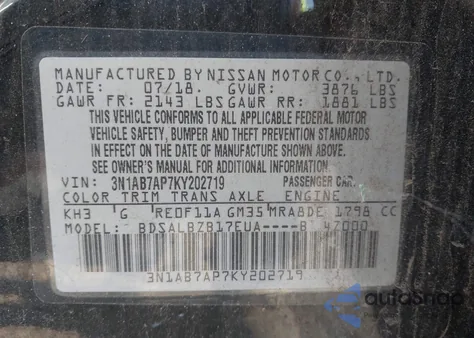 MANUFACTURED BY NISSAN MOTOR CO., LTD.
DATE: 07/18. GVWR: 3876 LBS
GAWR FR: 2143 LBS GAWR RR: 1881 LBS
THIS VEHICLE CONFORMS TO ALL APPLICABLE FEDERAL MOTOR
VEHICLE SAFETY, BUMPER AND THEFT PREVENTION STANDARDS
IN EFFECT ON THE DATE OF MANUFACTURE SHOWN ABOVE.
SEE OWNER'S MANUAL FOR ADDITIONAL INFORMATION.
VIN: 3N1AB7AP7KY202719 PASSENGER CAR
COLOR TRIM TRANS AXLE ENGINE
KH3 G RE0F11A GM35 MRA8DE 1798 CC
MODEL: BDSALBZB17EUA----B 47000
3N1AB7AP7KY202719
autoSnap